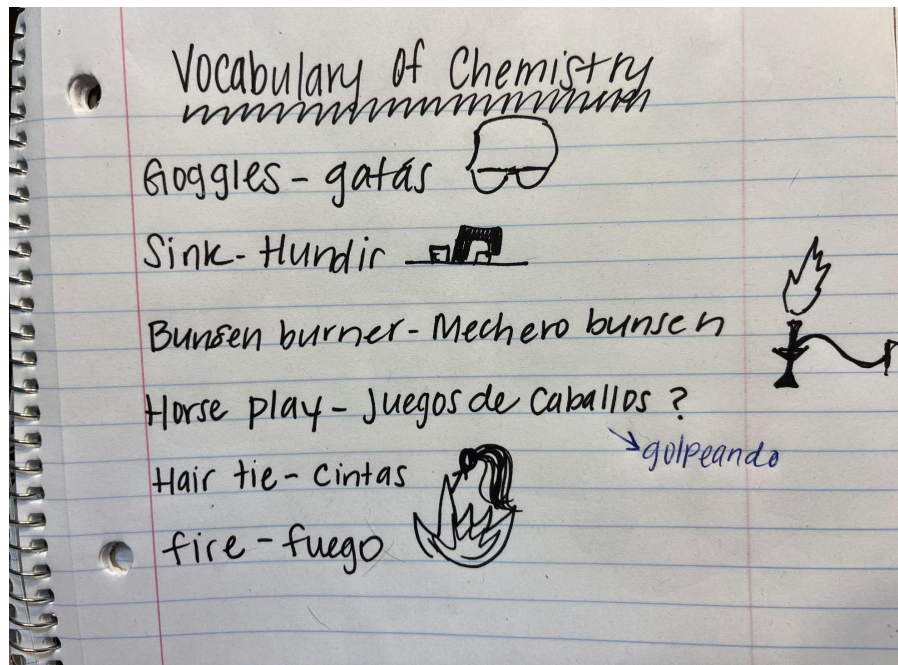 Vocabulary Of Chemistry
Goggles - gatás
Sink - Hundir
Bunsen burner - Mechero bunsen
Horse play - Juegos de Caballos ?
golpeando
Hair tie - Cintas
fire - fuego